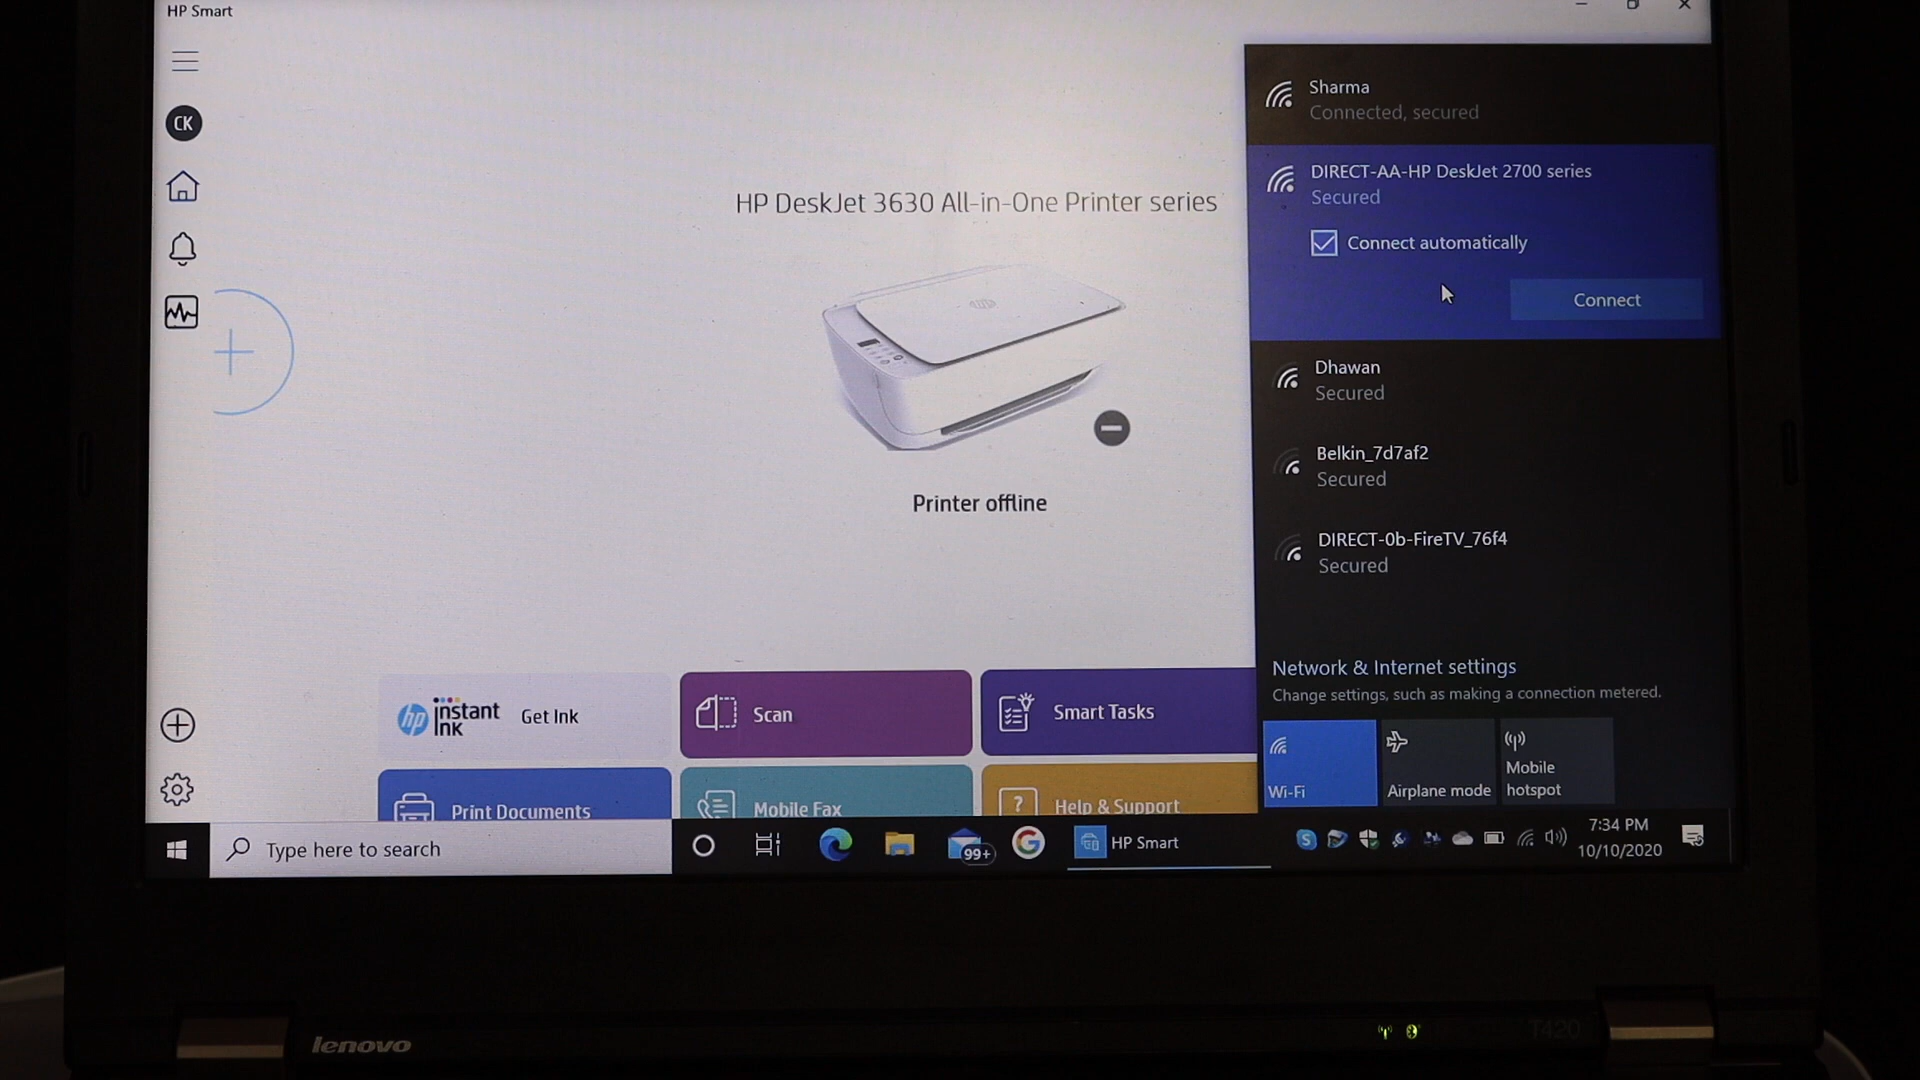 HP Smart
CK
HP DeskJet 3630 All-in-One Printer series
hp
Printer offline
hp instant ink Get Ink
Scan
Smart Tasks
Print Documents
Mobile Fax
? Help & Support
Sharma
Connected, secured
DIRECT-AA-HP DeskJet 2700 series
Secured
Connect automatically
Connect
Dhawan
Secured
Belkin_7d7af2
Secured
DIRECT-0b-FireTV_76f4
Secured
Network & Internet settings
Change settings, such as making a connection metered.
Wi-Fi
Airplane mode
Mobile
hotspot
Type here to search
99+
G
HP Smart
S
7:34 PM
10/10/2020
lenovo
T420